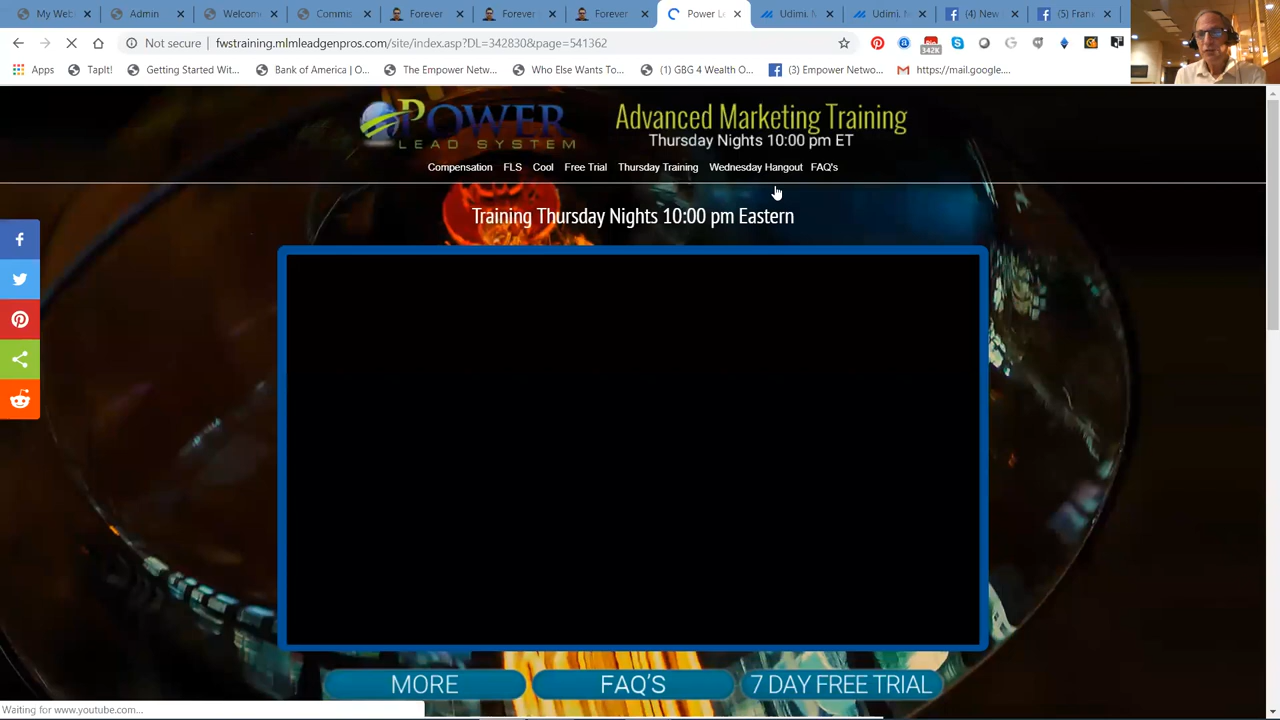 My Web
Admin
Welcome
Commis
Forever
Forever
Forever
Power Le
Udimi. N
Udimi. N
(4) New
(5) Fran
Not secure
fwstraining.mlmleadgenpros.com/site/index.asp?DL=342830&page=541362
342K
Apps
TapIt!
Getting Started Wit...
Bank of America | O...
The Empower Netw...
Who Else Wants To...
(1) GBG 4 Wealth O...
(3) Empower Netwo...
https://mail.google....
POWER
LEAD SYSTEM
Advanced Marketing Training
Thursday Nights 10:00 pm ET
Compensation
FLS
Cool
Free Trial
Thursday Training
Wednesday Hangout
FAQ's
Training Thursday Nights 10:00 pm Eastern
MORE
FAQ'S
7 DAY FREE TRIAL
Waiting for www.youtube.com...